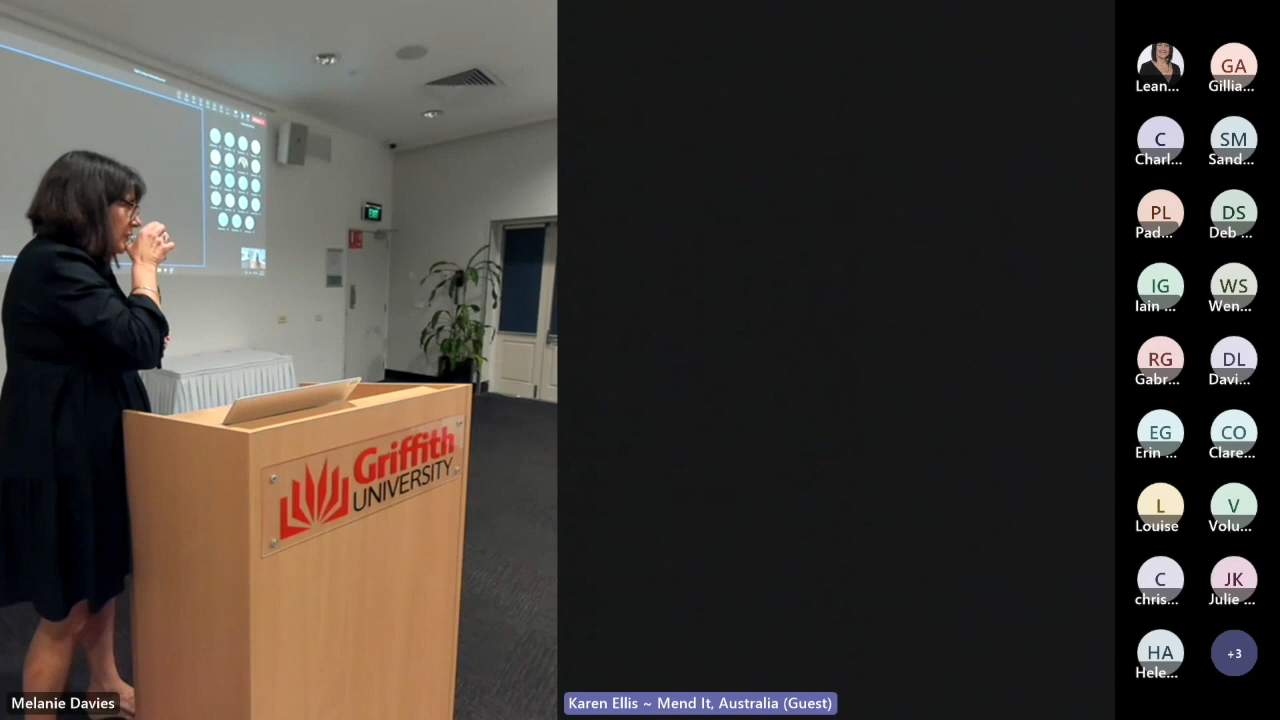 EXIT
Griffith
UNIVERSITY
Melanie Davies
Karen Ellis ~ Mend It, Australia (Guest)
Lean...
GA
Gillia...
C
Charl...
SM
Sand...
PL
Pad...
DS
Deb ...
IG
Iain ...
WS
Wen...
RG
Gabr...
DL
Davi...
EG
Erin ...
CO
Clare...
L
Louise
V
Volu...
C
chris...
JK
Julie ...
HA
Hele...
+3